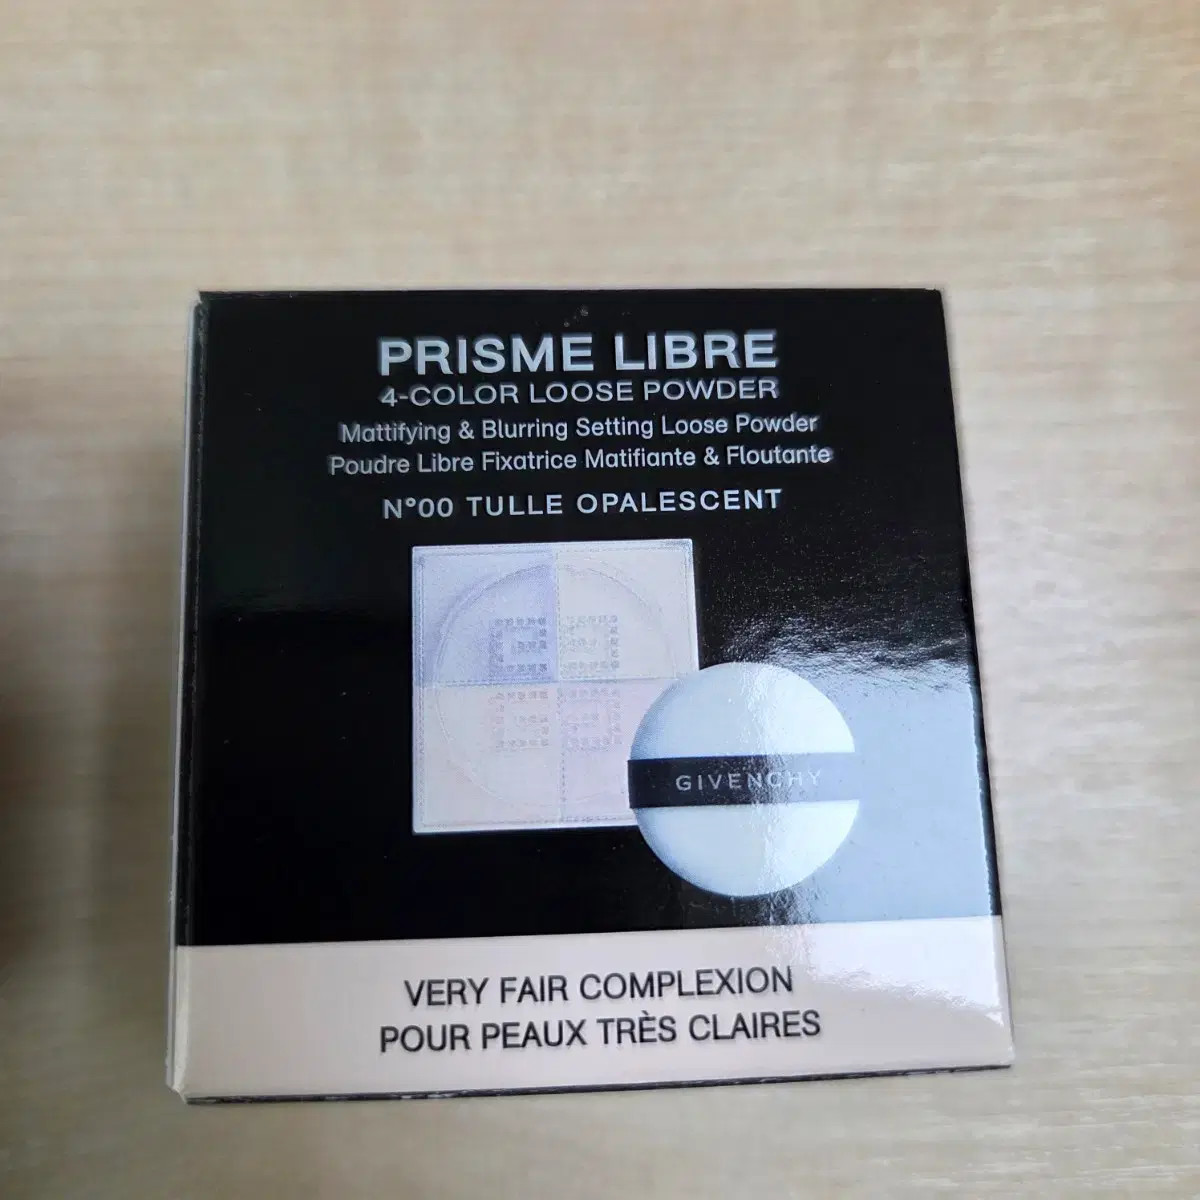 PRISME LIBRE
4-COLOR LOOSE POWDER
Mattifying & Blurring Setting Loose Powder
Poudre Libre Fixatrice Matifiante & Floutante
N°00 TULLE OPALESCENT
GIVENCHY
VERY FAIR COMPLEXION
POUR PEAUX TRÈS CLAIRES